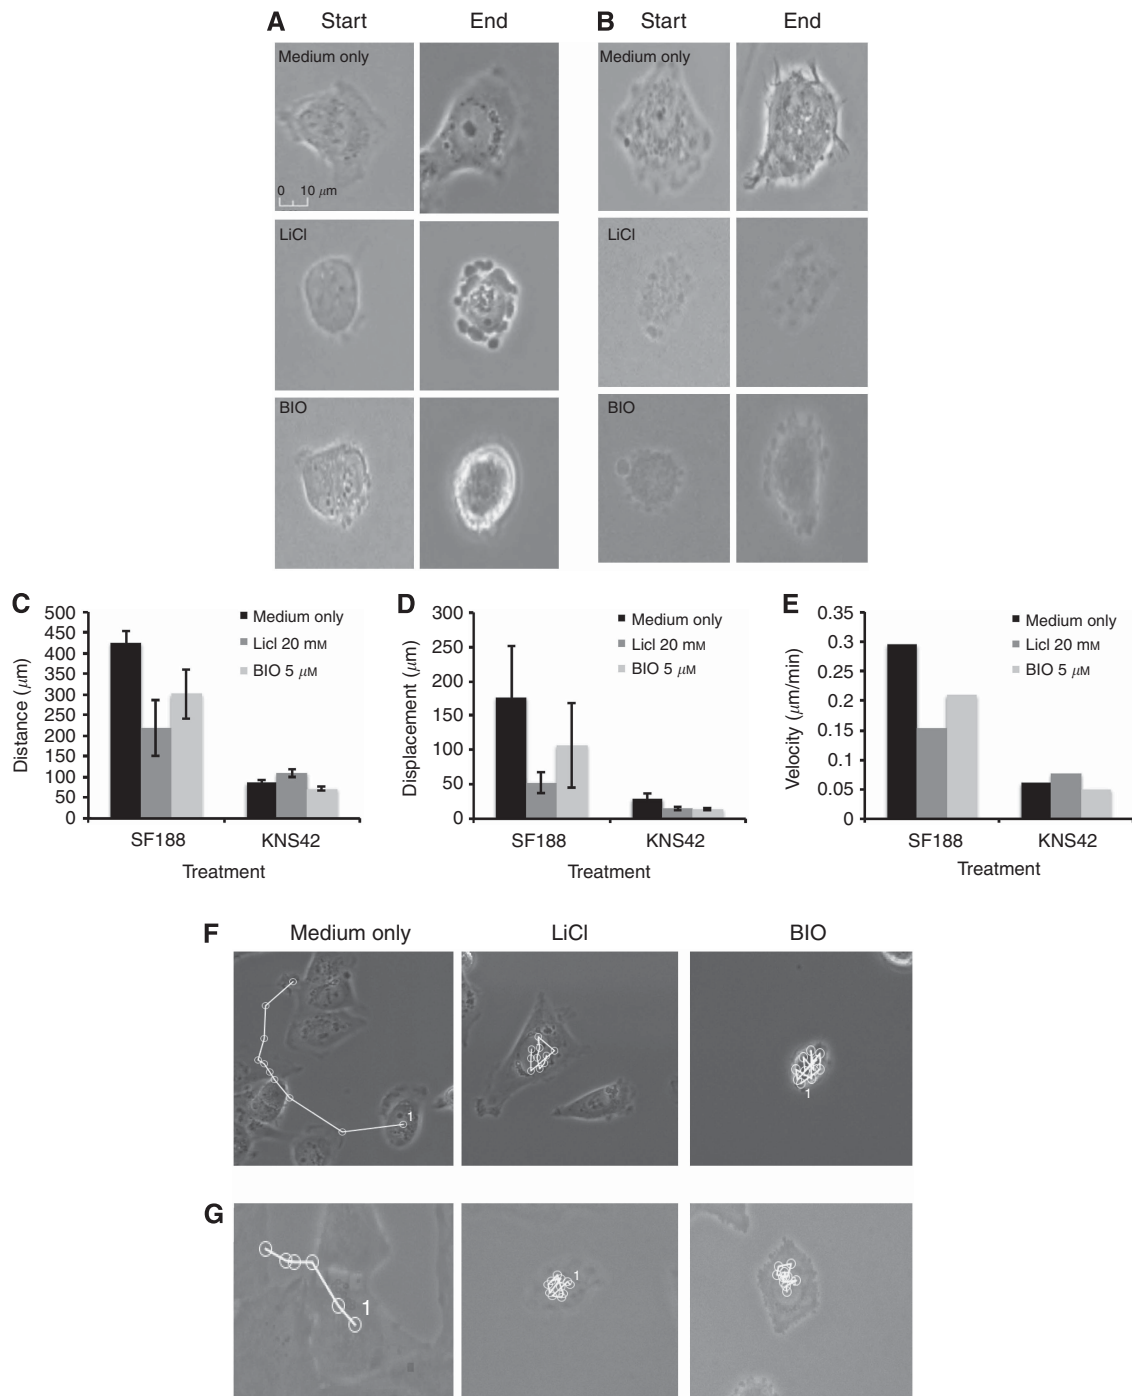 A Start End
Medium only
0 10 μm
LiCl
BIO
B Start End
Medium only
LiCl
BIO
C
500
450
400
350
300
250
200
150
100
50
0
Distance (μm)
Medium only
Licl 20 mM
BIO 5 μM
SF188 KNS42
Treatment
D
300
250
200
150
100
50
0
Displacement (μm)
Medium only
Licl 20 mM
BIO 5 μM
SF188 KNS42
Treatment
E
0.35
0.3
0.25
0.2
0.15
0.1
0.05
0
Velocity (μm/min)
Medium only
Licl 20 mM
BIO 5 μM
SF188 KNS42
Treatment
F Medium only LiCl BIO
1
1
G
1
1